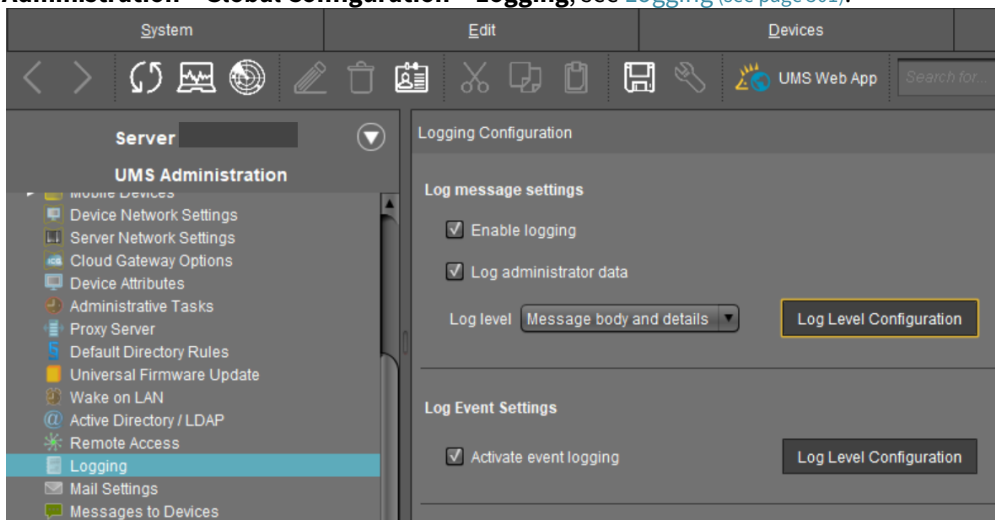 Administration > Global Configuration > Logging, see Logging (see page 801).
System Edit Devices
UMS Web App Search for...
Server
UMS Administration
Mobile Devices
Device Network Settings
Server Network Settings
Cloud Gateway Options
Device Attributes
Administrative Tasks
Proxy Server
Default Directory Rules
Universal Firmware Update
Wake on LAN
Active Directory / LDAP
Remote Access
Logging
Mail Settings
Messages to Devices
Logging Configuration
Log message settings
Enable logging
Log administrator data
Log level Message body and details Log Level Configuration
Log Event Settings
Activate event logging Log Level Configuration